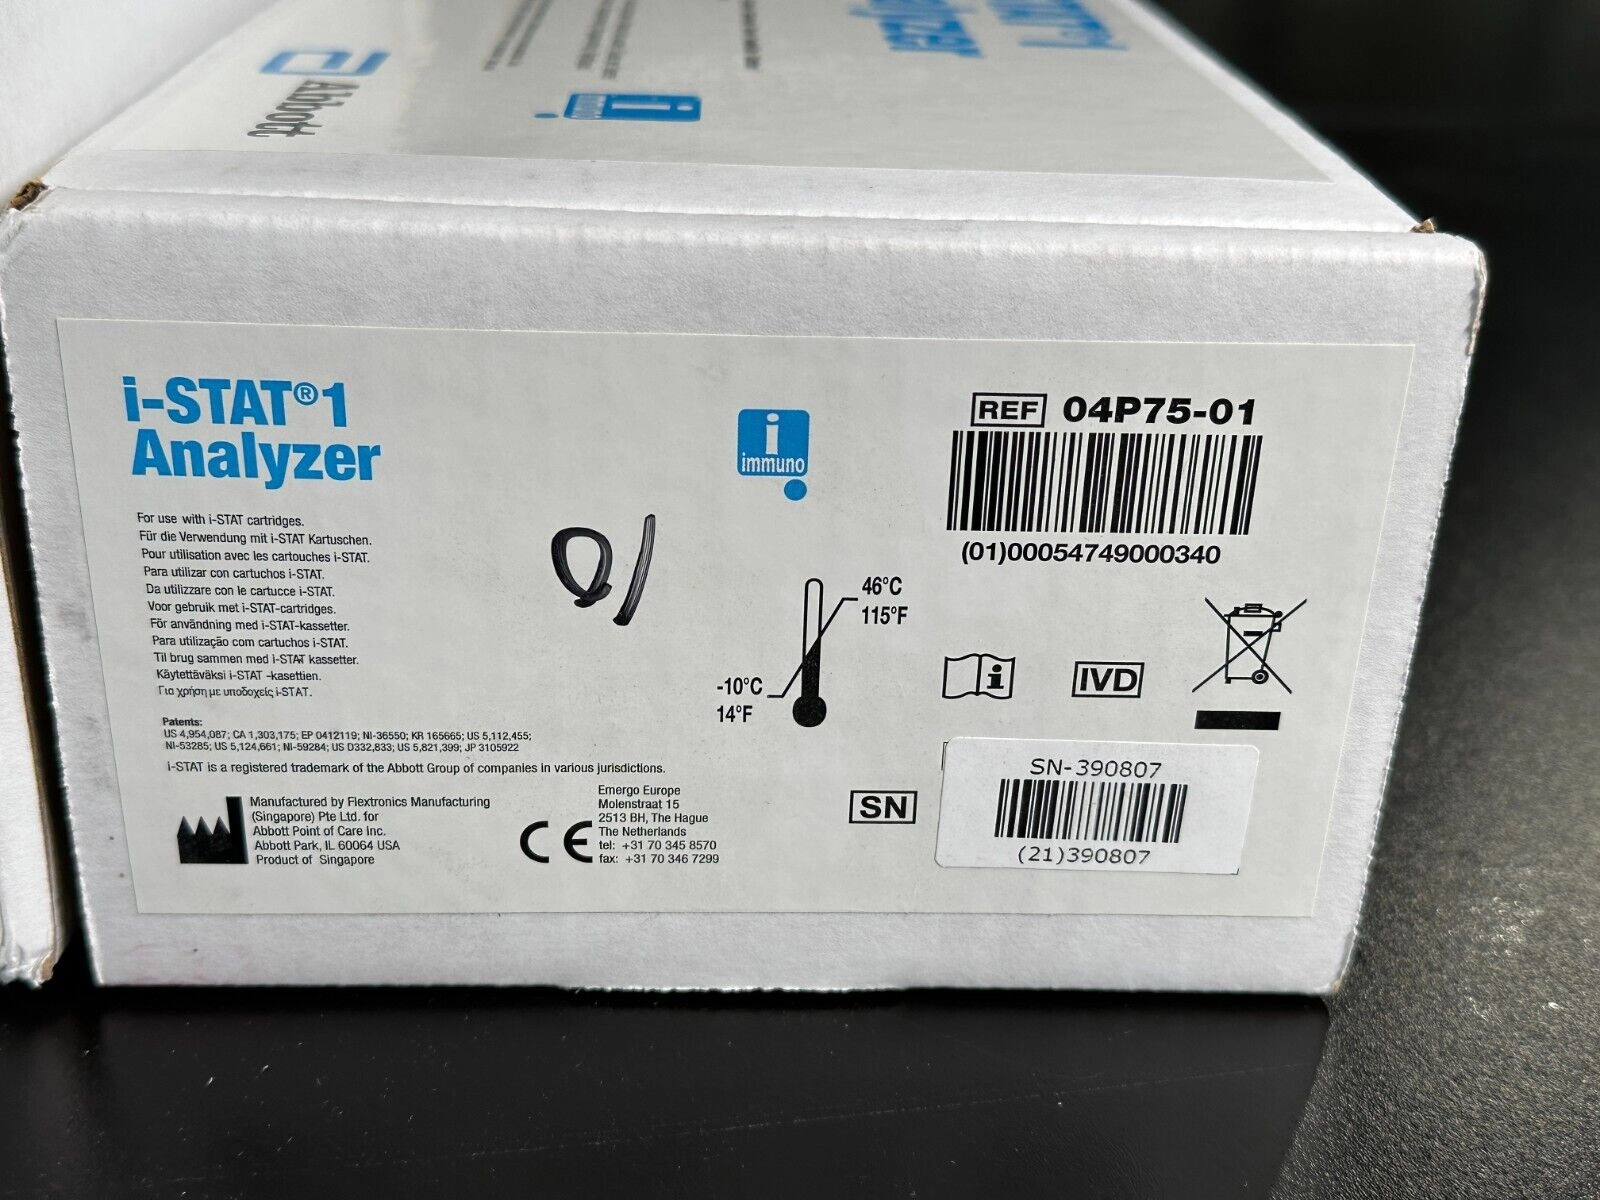 Abbott
i
immuno
Analyzer
i-STAT®1
Analyzer
For use with i-STAT cartridges.
Für die Verwendung mit i-STAT Kartuschen.
Pour utilisation avec les cartouches i-STAT.
Para utilizar con cartuchos i-STAT.
Da utilizzare con le cartucce i-STAT.
Voor gebruik met i-STAT-cartridges.
För användning med i-STAT-kassetter.
Para utilização com cartuchos i-STAT.
Til brug sammen med i-STAT kassetter.
Käytettäväksi i-STAT -kasettien.
Για χρήση με υποδοχείς i-STAT.
Patents:
US 4,954,087; CA 1,303,175; EP 0412119; NI-36550; KR 165665; US 5,112,455;
NI-53285; US 5,124,661; NI-59284; US D332,833; US 5,821,399; JP 3105922
i-STAT is a registered trademark of the Abbott Group of companies in various jurisdictions.
Manufactured by Flextronics Manufacturing
(Singapore) Pte Ltd. for
Abbott Point of Care Inc.
Abbott Park, IL 60064 USA
Product of Singapore
CE
Emergo Europe
Molenstraat 15
2513 BH, The Hague
The Netherlands
tel: +31 70 345 8570
fax: +31 70 346 7299
i
immuno
46°C
115°F
-10°C
14°F
REF 04P75-01
(01)00054749000340
i
IVD
SN
SN-390807
(21)390807